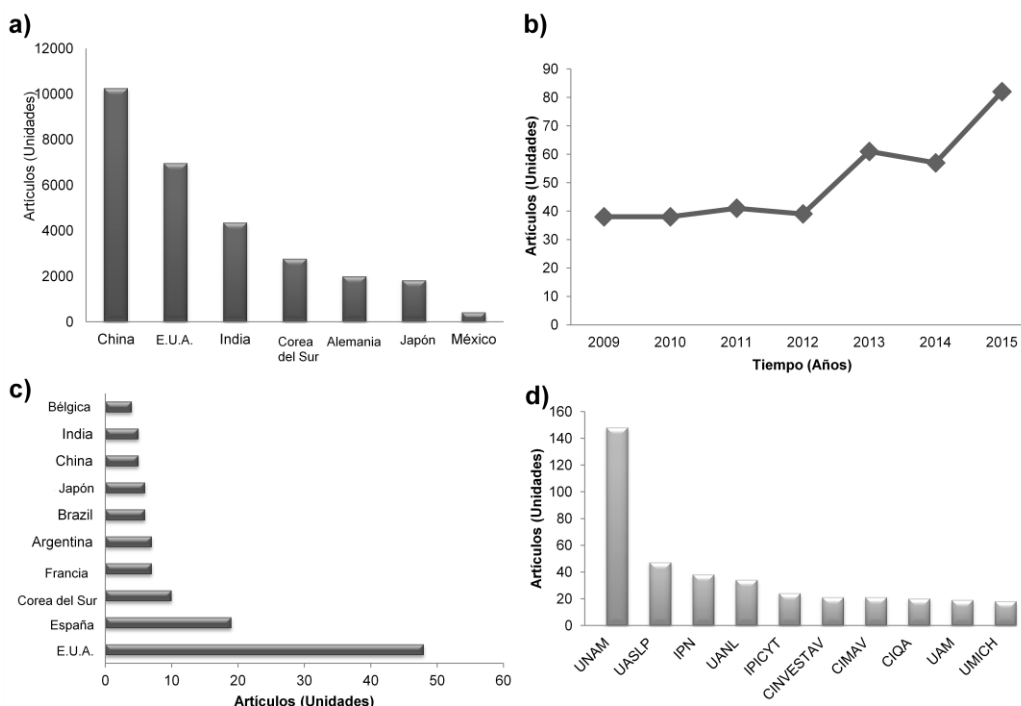 a)
12000
10000
8000
6000
4000
2000
0
Artículos (Unidades)
China
E.U.A.
India
Corea
del Sur
Alemania
Japón
México
b)
90
80
70
60
50
40
30
20
10
0
Artículos (Unidades)
2009
2010
2011
2012
2013
2014
2015
Tiempo (Años)
c)
Bélgica
India
China
Japón
Brazil
Argentina
Francia
Corea del Sur
España
E.U.A.
0
10
20
30
40
50
60
Artículos (Unidades)
d)
160
140
120
100
80
60
40
20
0
Artículos (Unidades)
UNAM
UASLP
IPN
UANL
IPICYT
CINVESTAV
CIMAV
CIQA
UAM
UMICH